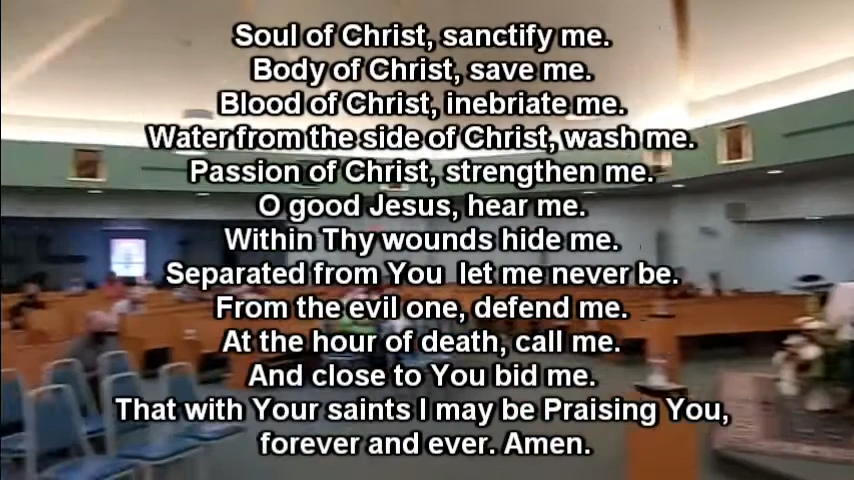 Soul of Christ, sanctify me.
Body of Christ, save me.
Blood of Christ, inebriate me.
Water from the side of Christ, wash me.
Passion of Christ, strengthen me.
O good Jesus, hear me.
Within Thy wounds hide me.
Separated from You let me never be.
From the evil one, defend me.
At the hour of death, call me.
And close to You bid me.
That with Your saints I may be Praising You,
forever and ever. Amen.